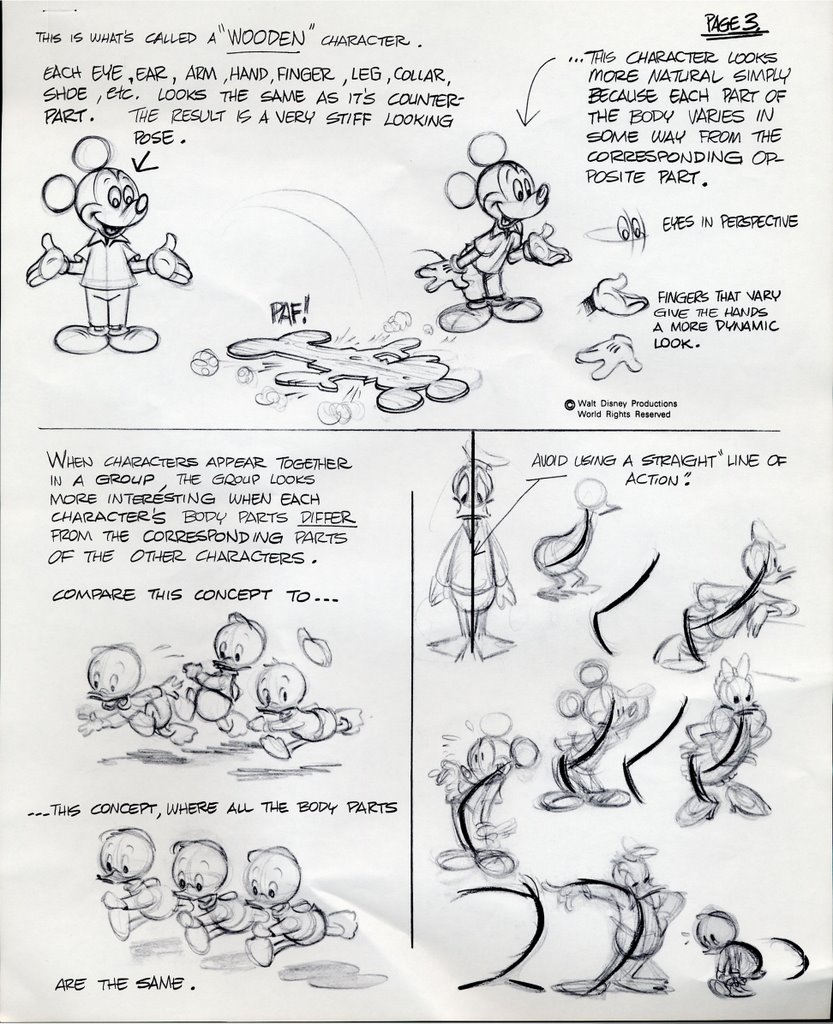 PAGE 3.
THIS IS WHAT'S CALLED A "WOODEN" CHARACTER.
EACH EYE, EAR, ARM, HAND, FINGER, LEG, COLLAR,
SHOE, etc. LOOKS THE SAME AS IT'S COUNTER-
PART. THE RESULT IS A VERY STIFF LOOKING
POSE.
...THIS CHARACTER LOOKS
MORE NATURAL SIMPLY
BECAUSE EACH PART OF
THE BODY VARIES IN
SOME WAY FROM THE
CORRESPONDING OP-
POSITE PART.
EYES IN PERSPECTIVE
FINGERS THAT VARY
GIVE THE HANDS
A MORE DYNAMIC
LOOK.
PAF!
© Walt Disney Productions
World Rights Reserved
WHEN CHARACTERS APPEAR TOGETHER
IN A GROUP, THE GROUP LOOKS
MORE INTERESTING WHEN EACH
CHARACTER'S BODY PARTS DIFFER
FROM THE CORRESPONDING PARTS
OF THE OTHER CHARACTERS.
COMPARE THIS CONCEPT TO...
...THIS CONCEPT, WHERE ALL THE BODY PARTS
ARE THE SAME.
AVOID USING A STRAIGHT "LINE OF
ACTION".